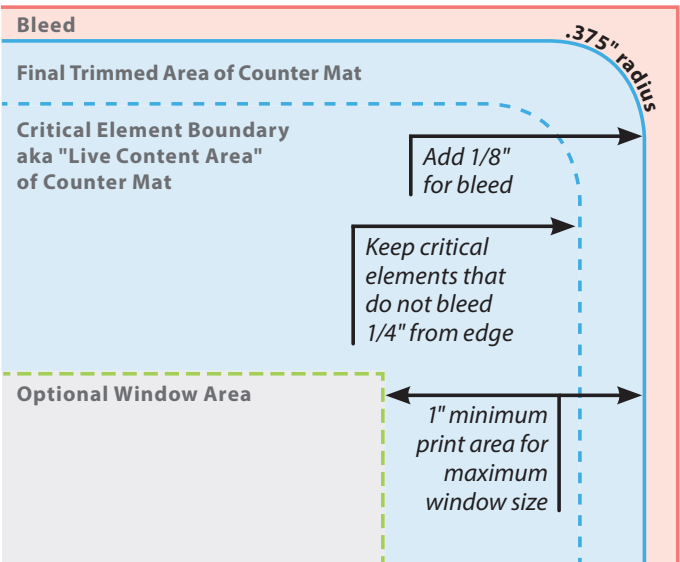 Bleed
.375" radius
Final Trimmed Area of Counter Mat
Critical Element Boundary
aka "Live Content Area"
of Counter Mat
Add 1/8"
for bleed
Keep critical
elements that
do not bleed
1/4" from edge
Optional Window Area
1" minimum
print area for
maximum
window size